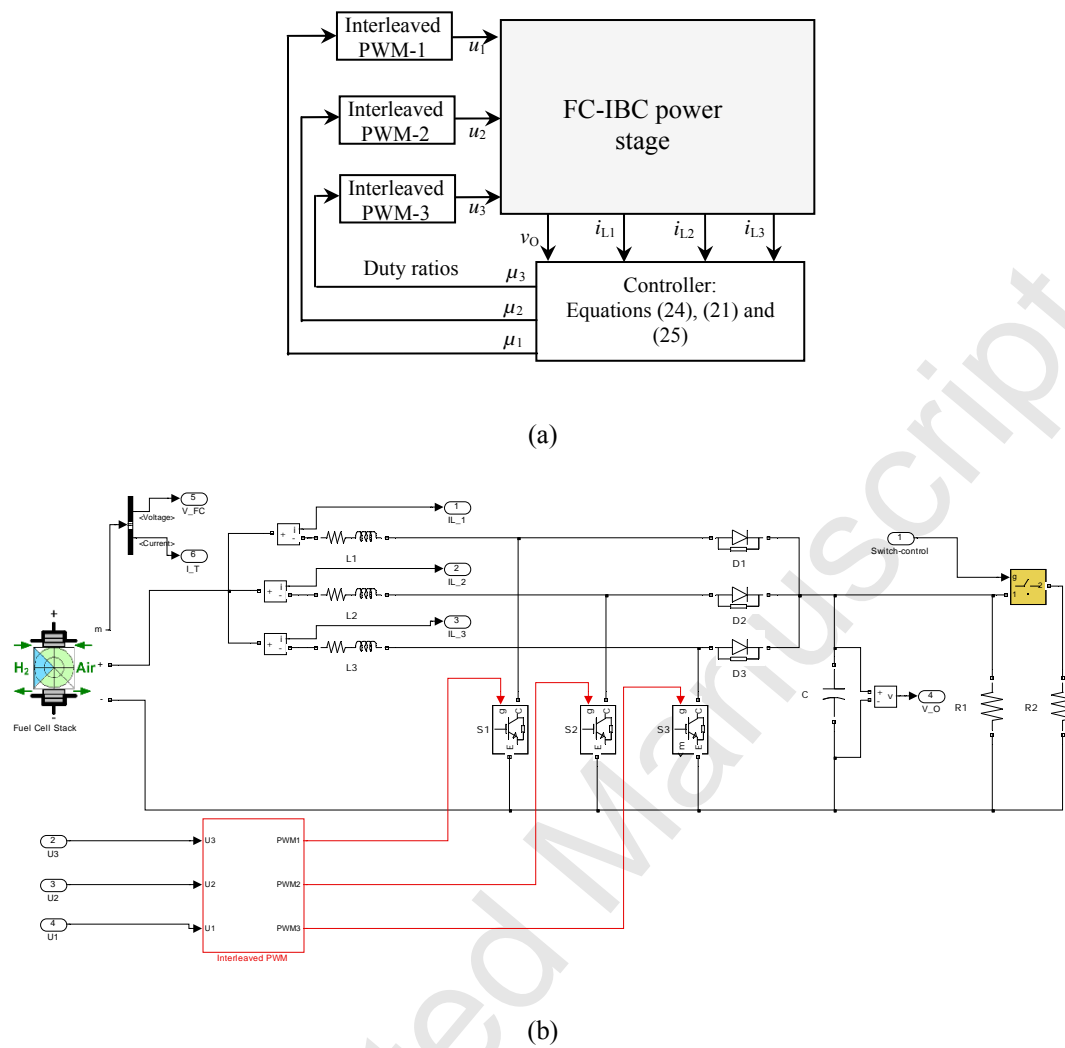 Interleaved
PWM-1
u1
Interleaved
PWM-2
u2
Interleaved
PWM-3
u3
FC-IBC power
stage
vO
iL1
iL2
iL3
Duty ratios
μ3
μ2
μ1
Controller:
Equations (24), (21) and
(25)
(a)
5
V_FC
<Voltage>
<Current>
6
I_T
m
+
H2
Air
+
-
-
Fuel Cell Stack
+
i
-
1
IL_1
L1
+
i
-
2
IL_2
L2
+
i
-
3
IL_3
L3
D1
D2
D3
1
Switch-control
g
1
2
g
C
E
S1
g
C
E
S2
g
C
E
S3
C
+
-
v
4
V_O
R1
R2
2
U3
3
U2
4
U1
U3
U2
U1
PWM1
PWM2
PWM3
Interleaved PWM
(b)
ted Manuscript